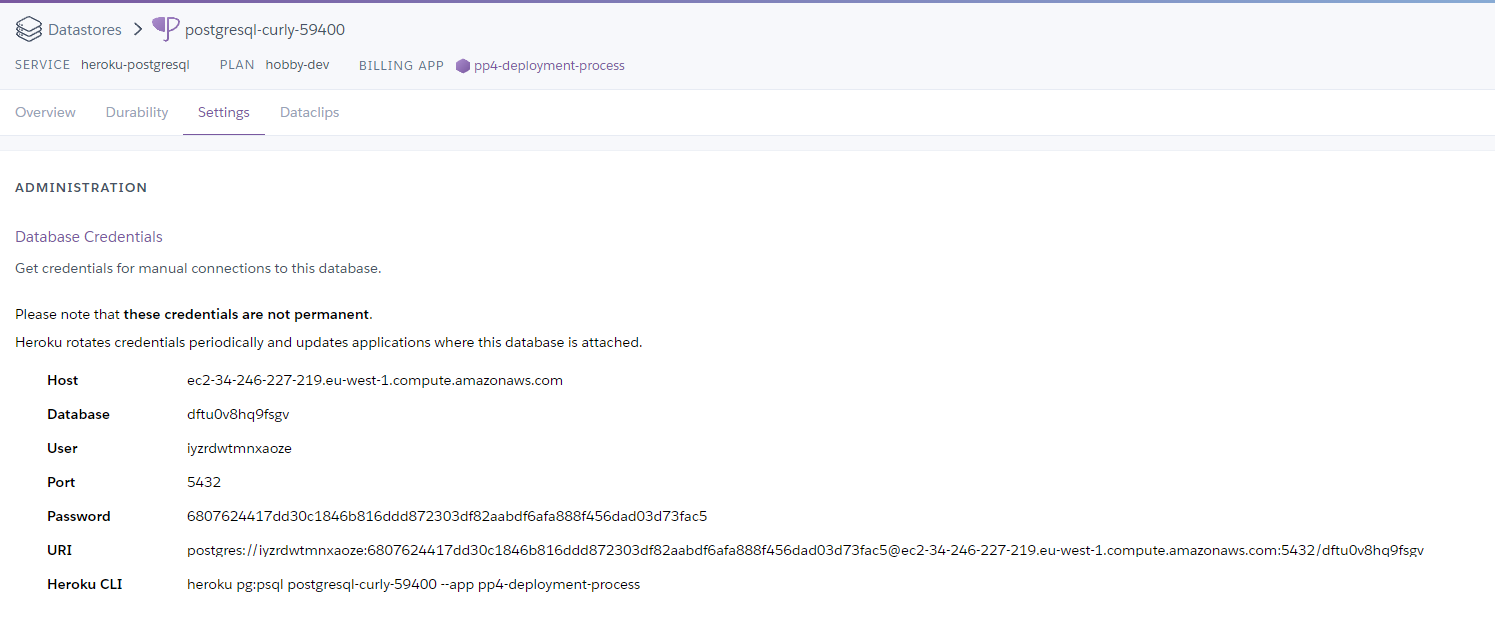 Datastores > postgresql-curly-59400
SERVICE heroku-postgresql PLAN hobby-dev BILLING APP pp4-deployment-process
Overview Durability Settings Dataclips
ADMINISTRATION
Database Credentials
Get credentials for manual connections to this database.
Please note that these credentials are not permanent.
Heroku rotates credentials periodically and updates applications where this database is attached.
Host ec2-34-246-227-219.eu-west-1.compute.amazonaws.com
Database dftu0v8hq9fsgv
User iyzrdwtmnxaoze
Port 5432
Password 6807624417dd30c1846b816ddd872303df82aabdf6afa888f456dad03d73fac5
URI postgres://iyzrdwtmnxaoze:6807624417dd30c1846b816ddd872303df82aabdf6afa888f456dad03d73fac5@ec2-34-246-227-219.eu-west-1.compute.amazonaws.com:5432/dftu0v8hq9fsgv
Heroku CLI heroku pg:psql postgresql-curly-59400 --app pp4-deployment-process